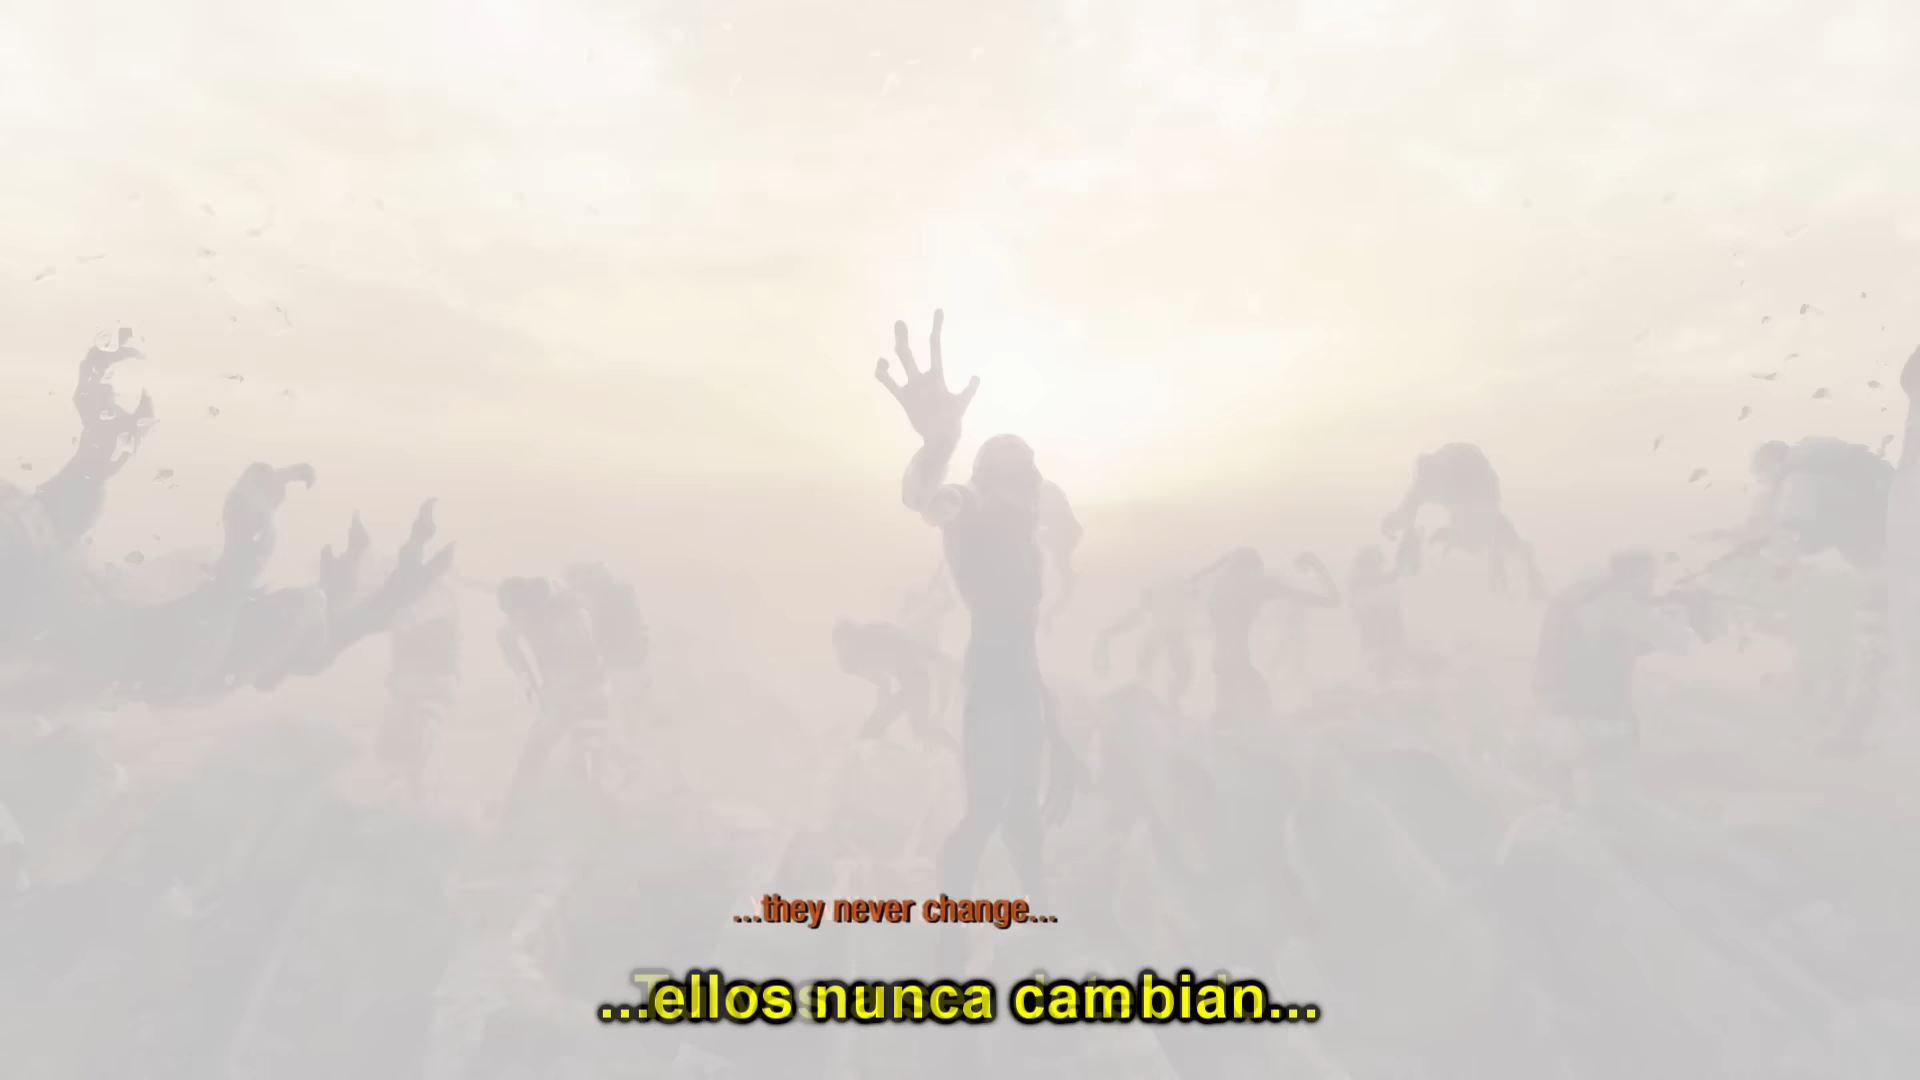 ...they never change...
...ellos nunca cambian...